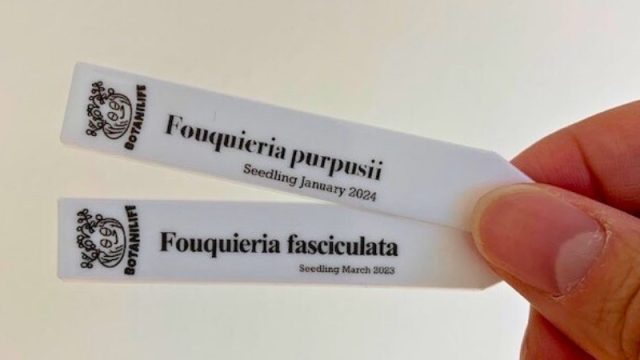 BOTANILIFE
Fouquieria purpusii
Seedling January 2024
BOTANILIFE
Fouquieria fasciculata
Seedling March 2023